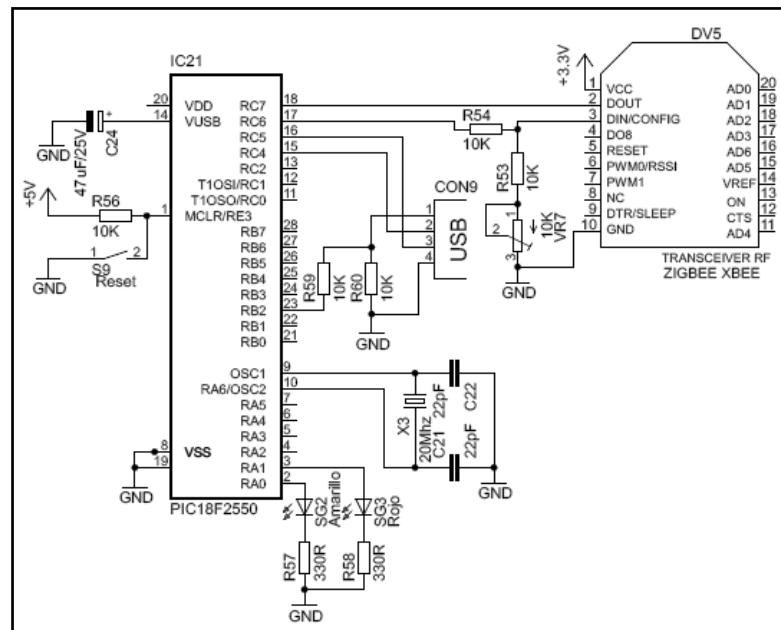 DV5
IC21
+3.3V
20 VDD RC7 18
14 VUSB RC6 17
RC5 16
RC4 15
RC2 13
T1OSI/RC1 12
T1OSO/RC0 11
1 MCLR/RE3
RB7 28
RB6 27
RB5 26
RB4 25
RB3 24
RB2 23
RB1 22
RB0 21
OSC1 9
RA6/OSC2 10
RA5 7
RA4 6
RA3 5
8 VSS RA2 4
19 RA1 3
RA0 2
PIC18F2550
GND
47uF/25V
+
C24
+5V
R56
10K
1 2
S9
Reset
GND
GND
R54
10K
R53
10K
1
2
3
10K
VR7
GND
CON9
1
2
3
4
USB
R59
10K
R60
10K
GND
X3
20Mhz
22pF
C22
C21
22pF
GND
SG2
Amarillo
SG3
Rojo
R57
330R
R58
330R
GND
1 VCC AD0 20
2 DOUT AD1 19
3 DIN/CONFIG AD2 18
4 DO8 AD3 17
5 RESET AD6 16
6 PWM0/RSSI AD5 15
7 PWM1 VREF 14
8 NC ON 13
9 DTR/SLEEP CTS 12
10 GND AD4 11
TRANSCEIVER RF
ZIGBEE XBEE